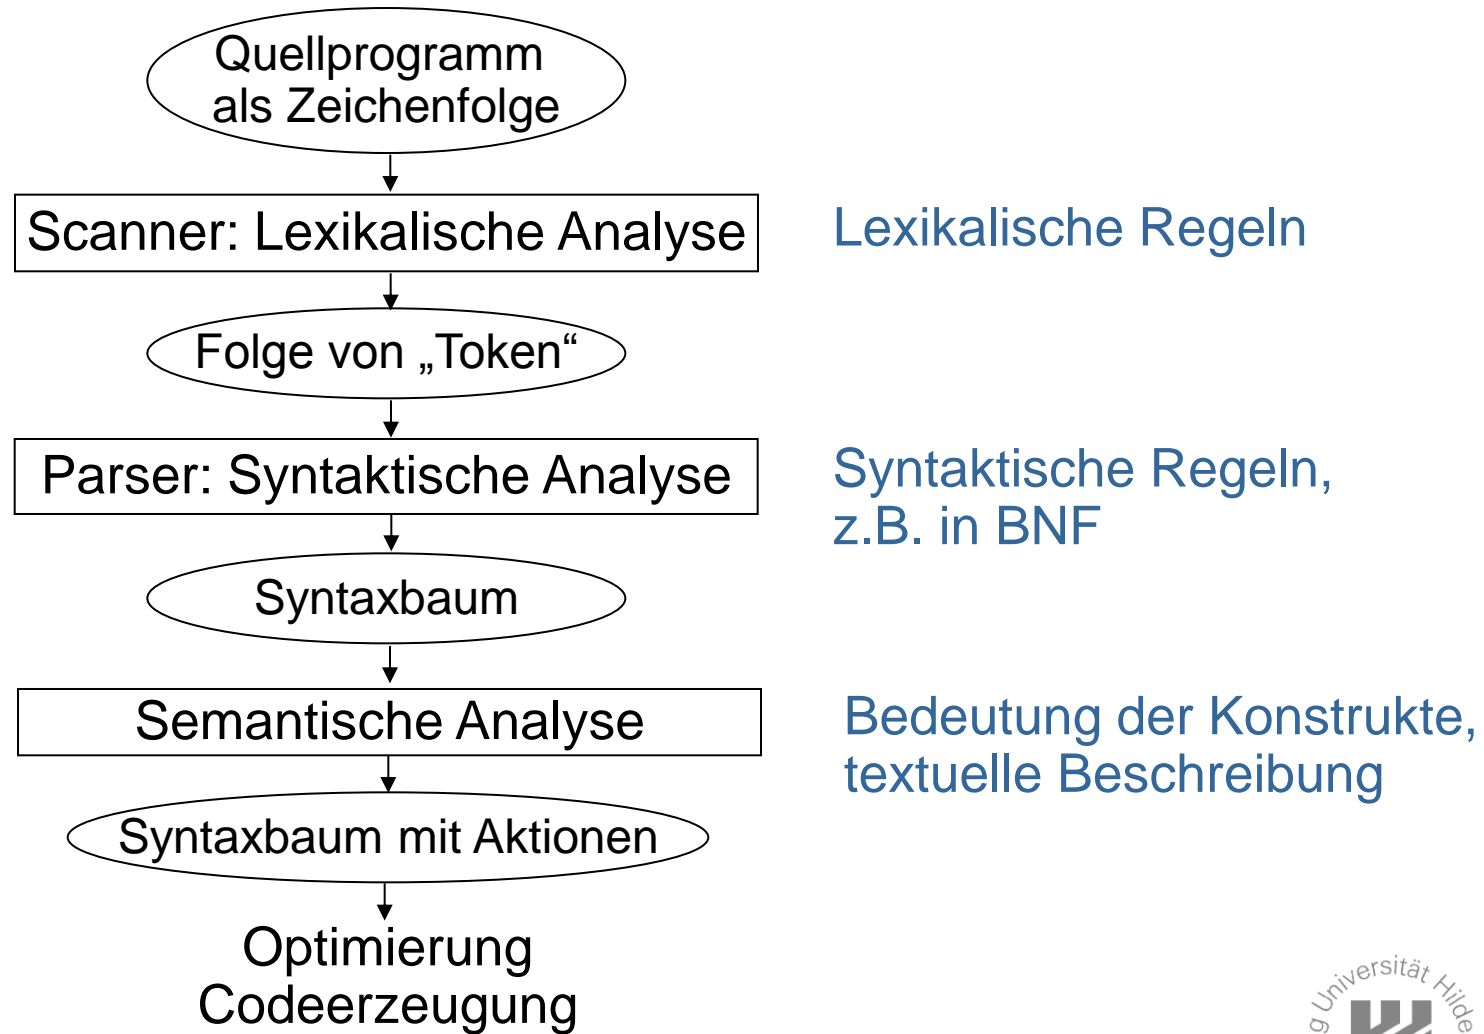 Quellprogramm
als Zeichenfolge
Scanner: Lexikalische Analyse
Lexikalische Regeln
Folge von „Token“
Parser: Syntaktische Analyse
Syntaktische Regeln,
z.B. in BNF
Syntaxbaum
Semantische Analyse
Bedeutung der Konstrukte,
textuelle Beschreibung
Syntaxbaum mit Aktionen
Optimierung
Codeerzeugung
Universität